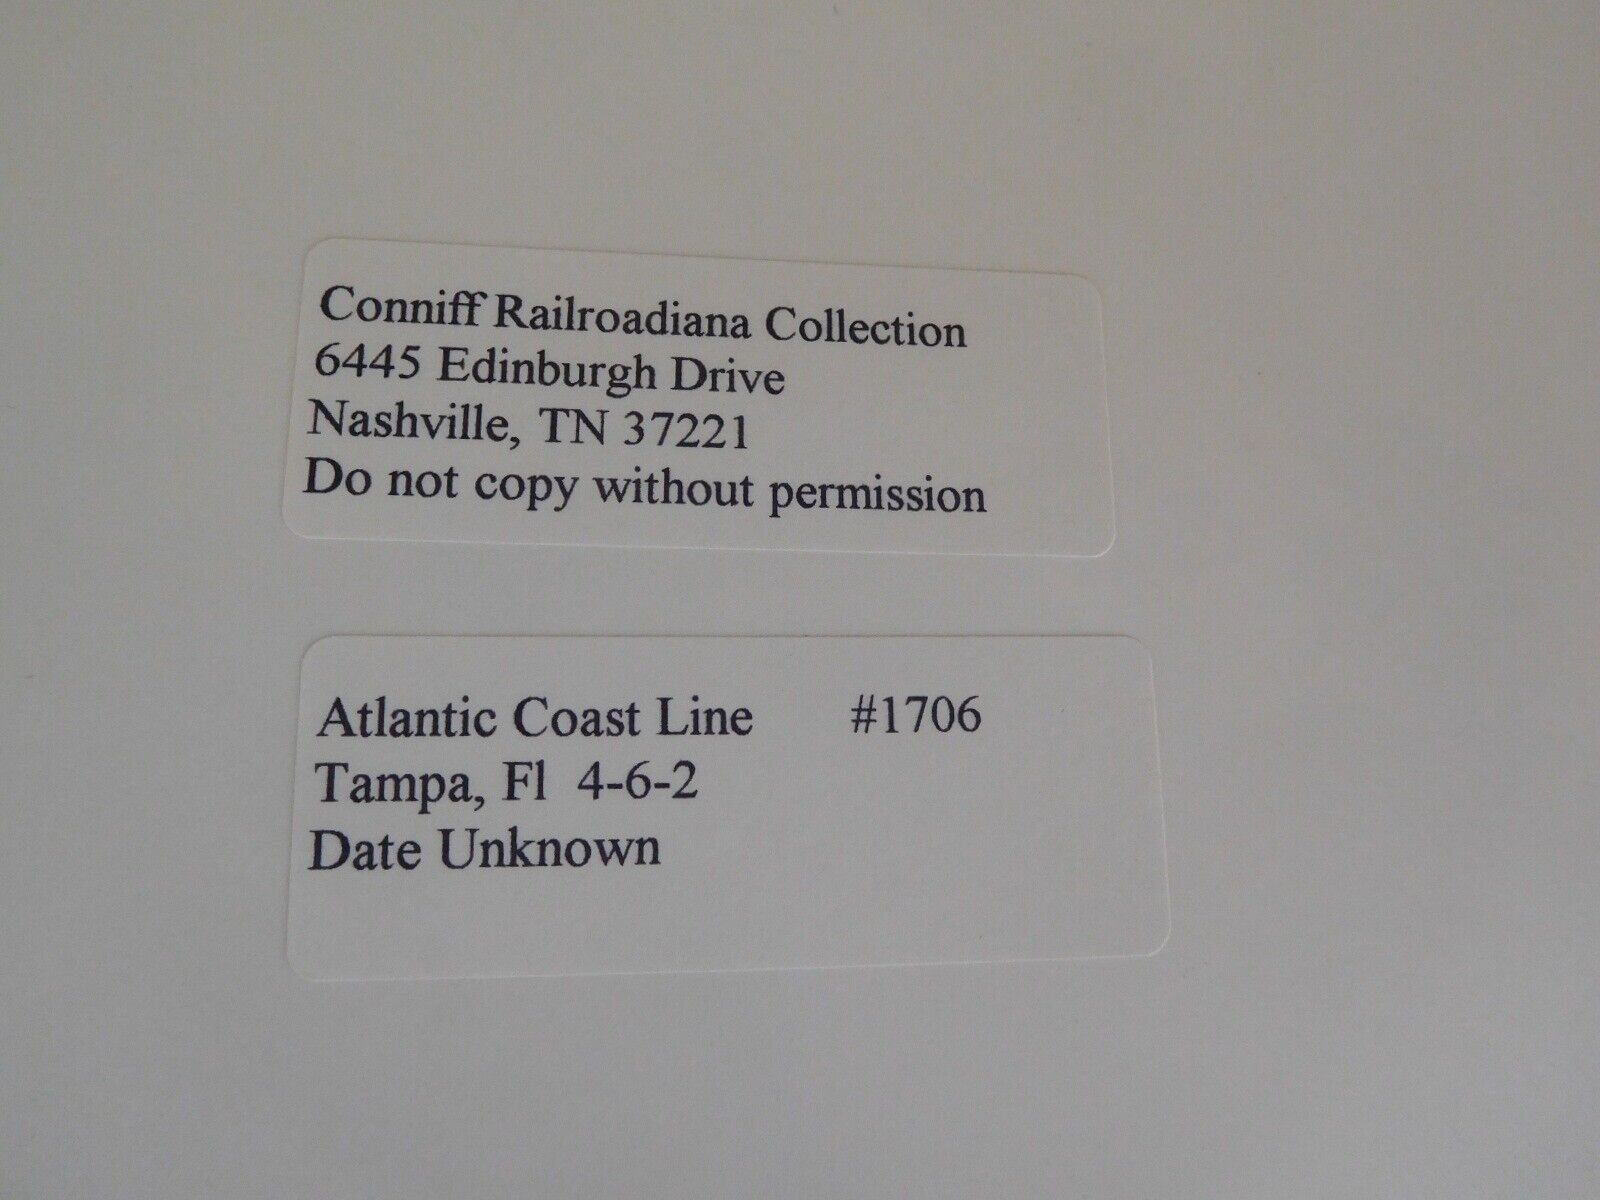 Conniff Railroadiana Collection
6445 Edinburgh Drive
Nashville, TN 37221
Do not copy without permission
Atlantic Coast Line #1706
Tampa, Fl 4-6-2
Date Unknown